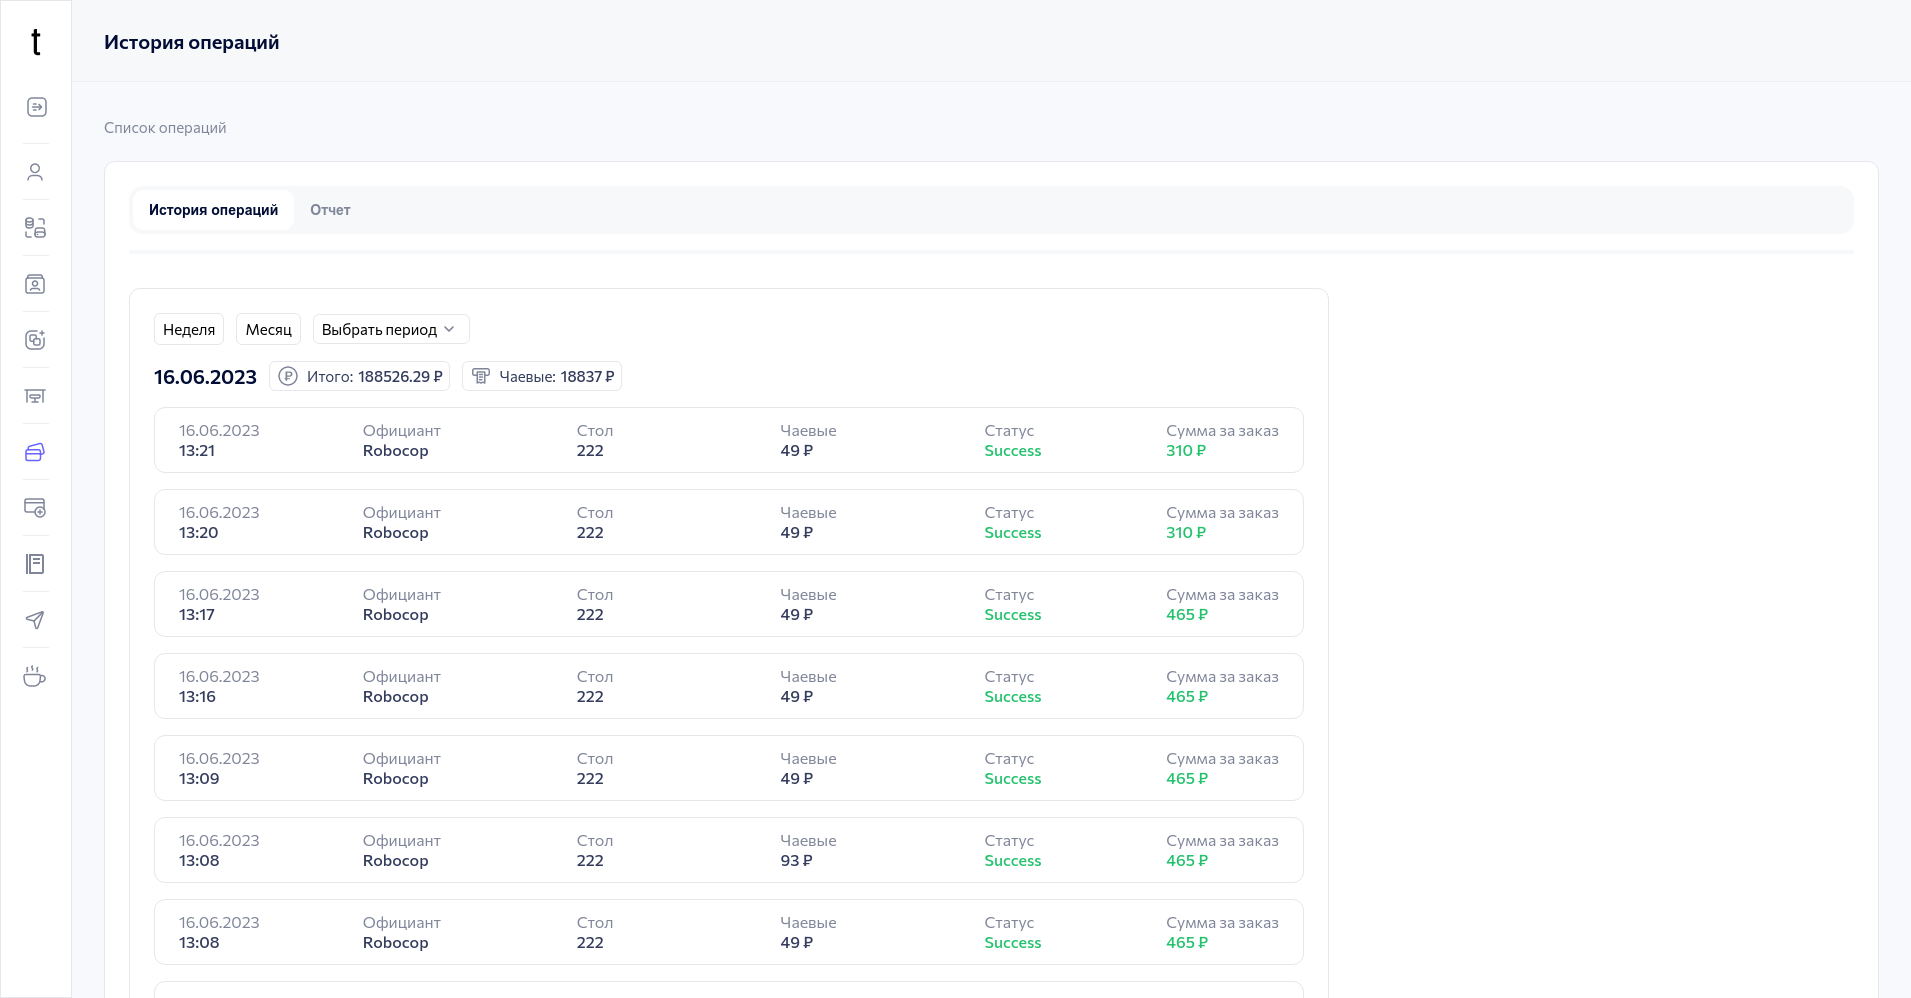 t
История операций
Список операций
История операций Отчет
Неделя Месяц Выбрать период
16.06.2023 Итого: 188526.29 ₽ Чаевые: 18837 ₽
16.06.2023 Официант Стол Чаевые Статус Сумма за заказ
13:21 Robocop 222 49 ₽ Success 310 ₽
16.06.2023 Официант Стол Чаевые Статус Сумма за заказ
13:20 Robocop 222 49 ₽ Success 310 ₽
16.06.2023 Официант Стол Чаевые Статус Сумма за заказ
13:17 Robocop 222 49 ₽ Success 465 ₽
16.06.2023 Официант Стол Чаевые Статус Сумма за заказ
13:16 Robocop 222 49 ₽ Success 465 ₽
16.06.2023 Официант Стол Чаевые Статус Сумма за заказ
13:09 Robocop 222 49 ₽ Success 465 ₽
16.06.2023 Официант Стол Чаевые Статус Сумма за заказ
13:08 Robocop 222 93 ₽ Success 465 ₽
16.06.2023 Официант Стол Чаевые Статус Сумма за заказ
13:08 Robocop 222 49 ₽ Success 465 ₽